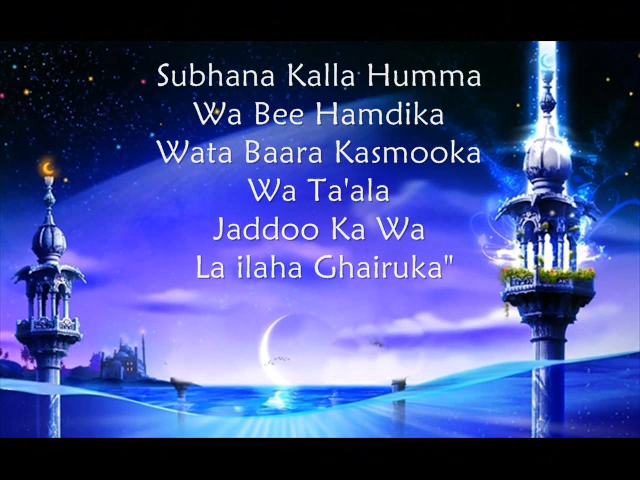 Subhana Kalla Humma
Wa Bee Hamdika
Wata Baara Kasmooka
Wa Ta'ala
Jaddoo Ka Wa
La ilaha Ghairuka"